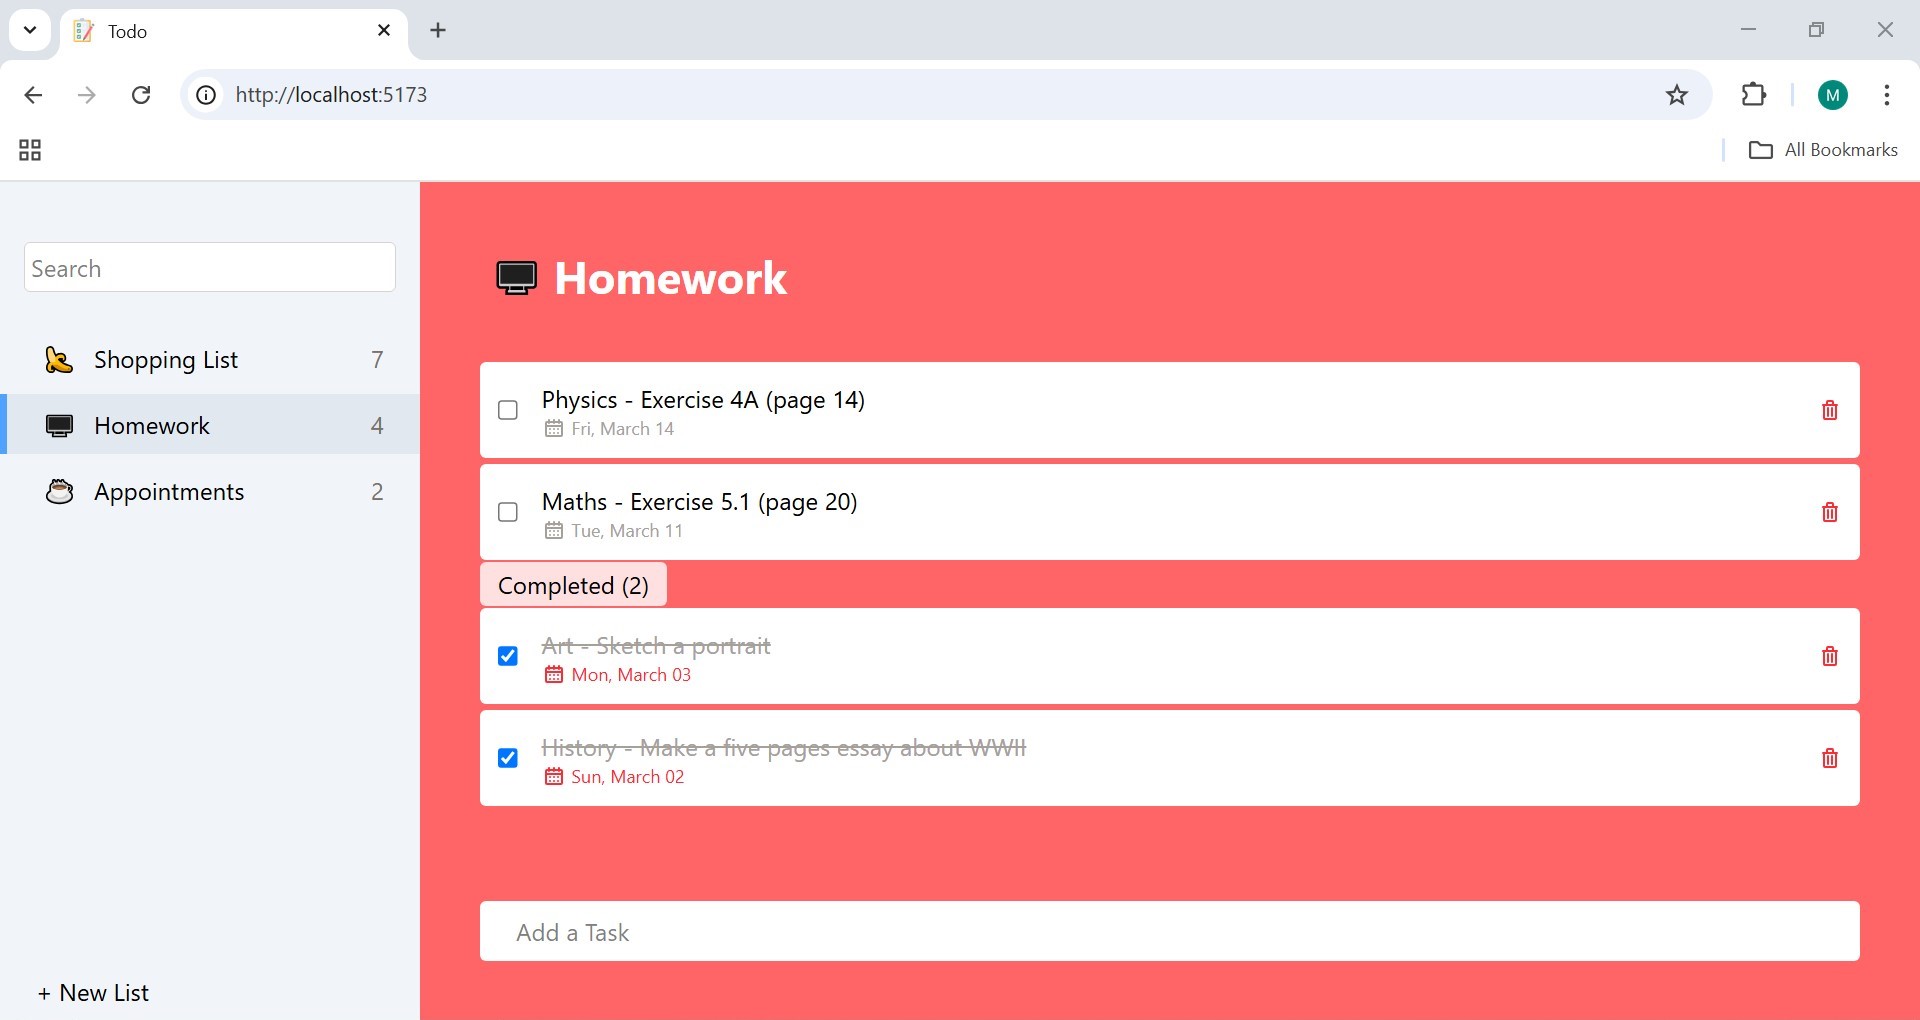 Todo
http://localhost:5173
M
All Bookmarks
Search
Shopping List 7
Homework 4
Appointments 2
+ New List
Homework
Physics - Exercise 4A (page 14)
Fri, March 14
Maths - Exercise 5.1 (page 20)
Tue, March 11
Completed (2)
Art - Sketch a portrait
Mon, March 03
History - Make a five pages essay about WWII
Sun, March 02
Add a Task